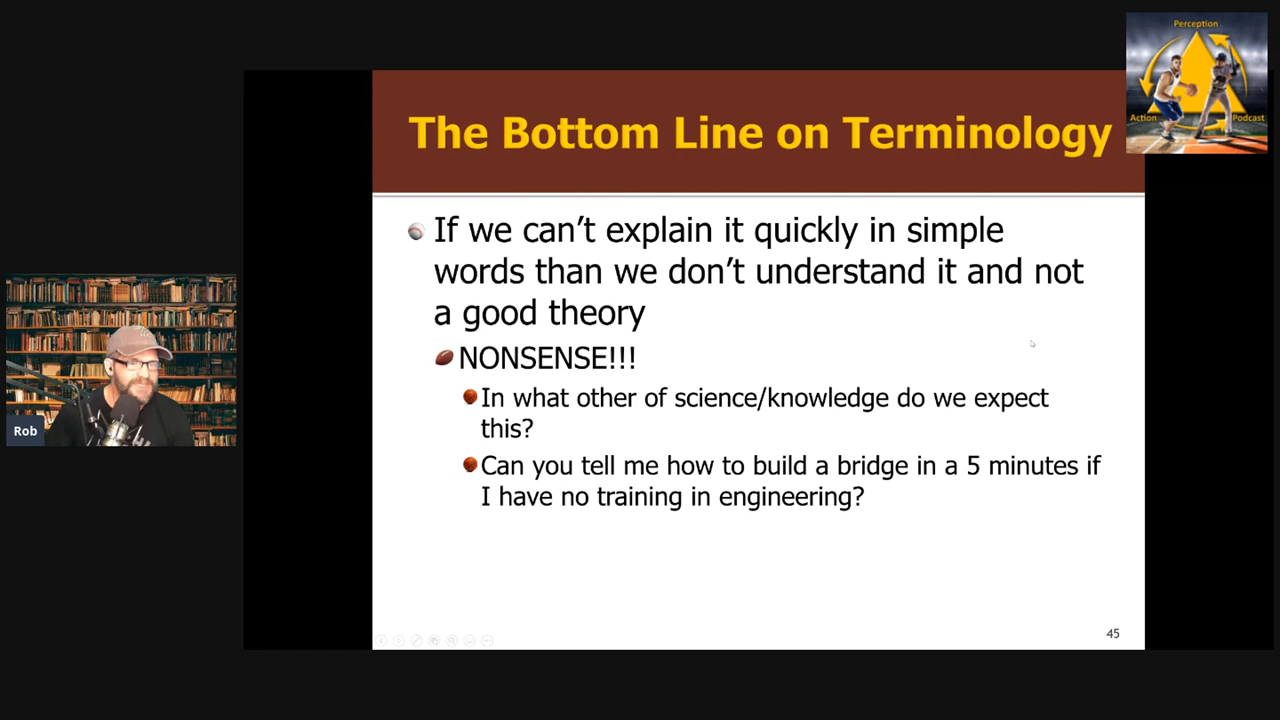 Perception
Action
Podcast
The Bottom Line on Terminology
If we can't explain it quickly in simple
words than we don't understand it and not
a good theory
NONSENSE!!!
In what other of science/knowledge do we expect
this?
Can you tell me how to build a bridge in a 5 minutes if
I have no training in engineering?
Rob
45